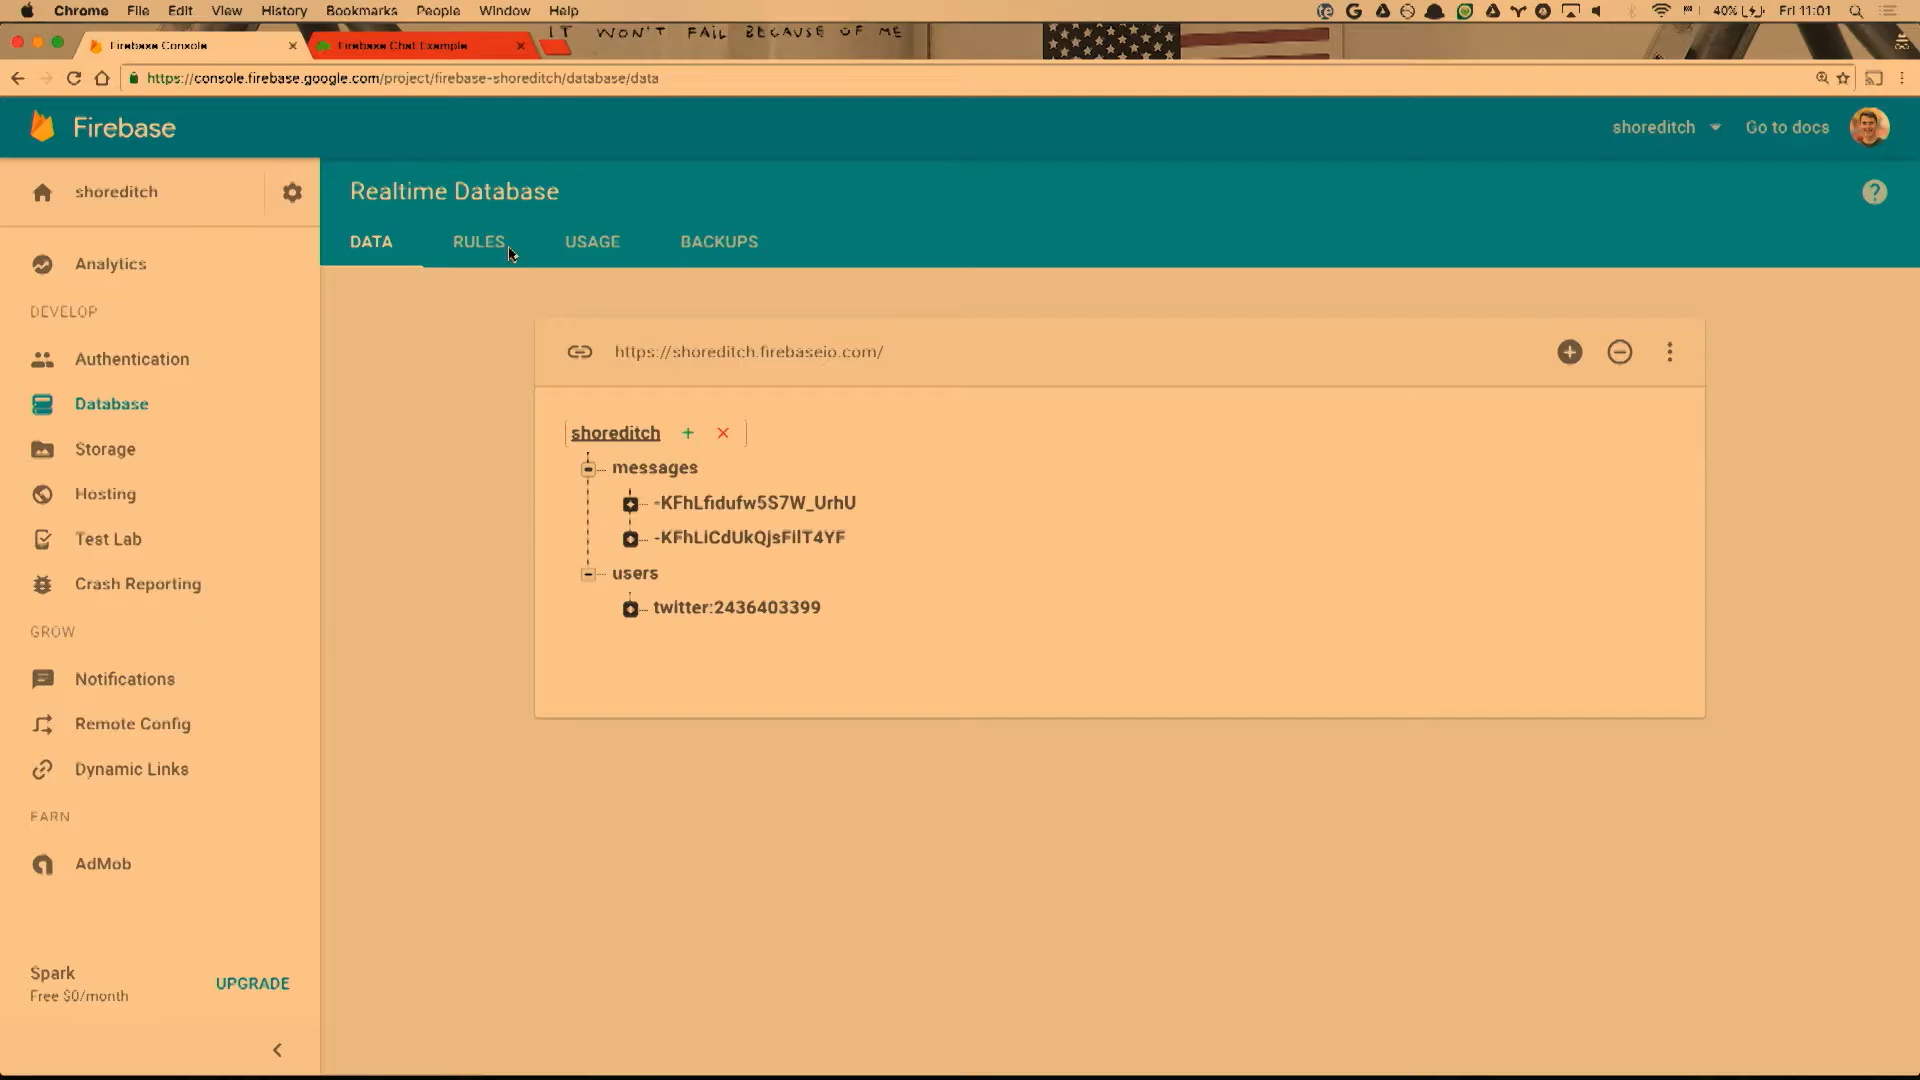 Chrome File Edit View History Bookmarks People Window Help 40% Fri 11:01
Firebase Console Firebase Chat Example IT WON'T FAIL BECAUSE OF ME
https://console.firebase.google.com/project/firebase-shoreditch/database/data
Firebase shoreditch Go to docs
shoreditch
Realtime Database
DATA RULES USAGE BACKUPS
Analytics
DEVELOP
Authentication
Database
Storage
Hosting
Test Lab
Crash Reporting
GROW
Notifications
Remote Config
Dynamic Links
EARN
AdMob
Spark
Free $0/month
UPGRADE
https://shoreditch.firebaseio.com/
shoreditch
messages
-KFhLfidufw5S7W_UrhU
-KFhLiCdUkQjsFilT4YF
users
twitter:2436403399